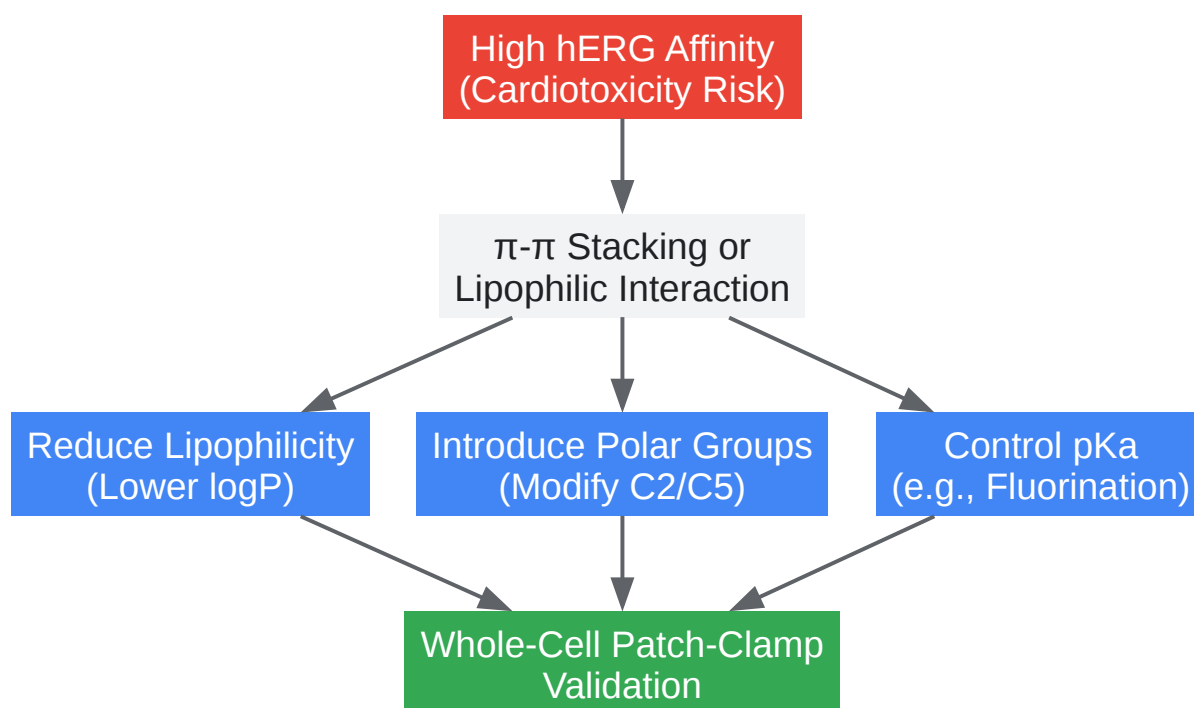 High hERG Affinity
(Cardiotoxicity Risk)
π-π Stacking or
Lipophilic Interaction
Reduce Lipophilicity
(Lower logP)
Introduce Polar Groups
(Modify C2/C5)
Control pKa
(e.g., Fluorination)
Whole-Cell Patch-Clamp
Validation